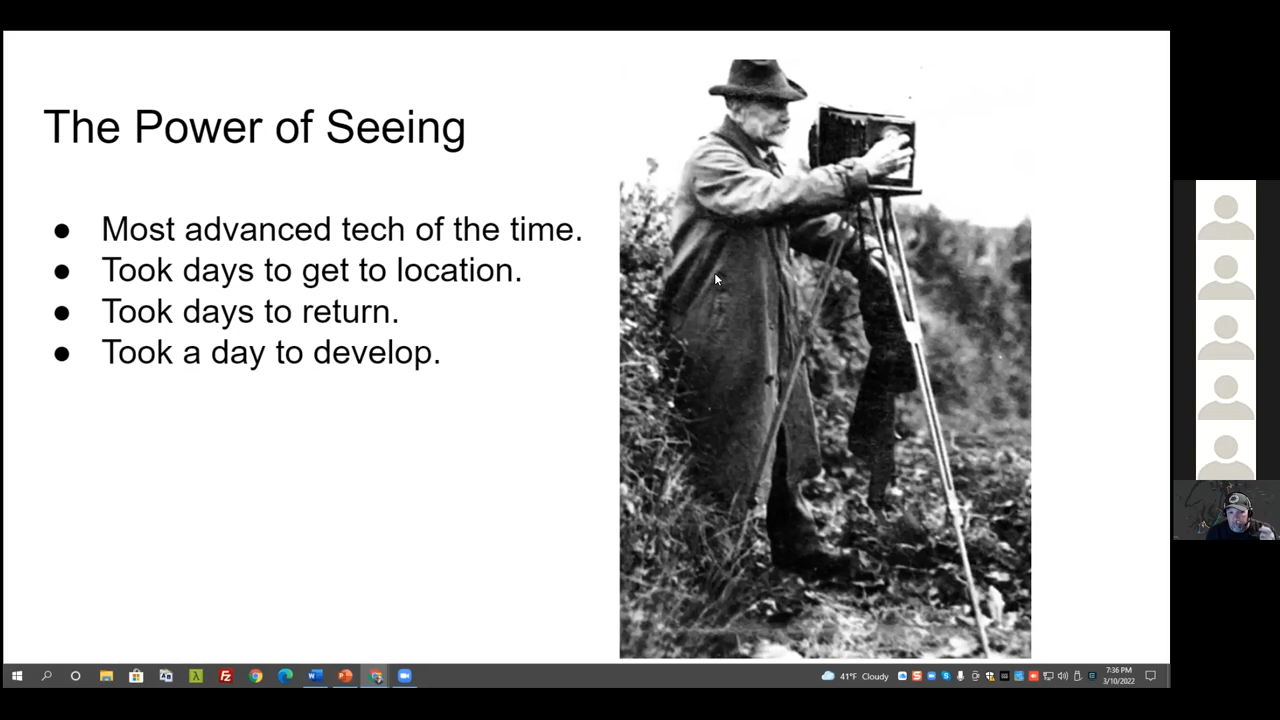 The Power of Seeing
● Most advanced tech of the time.
● Took days to get to location.
● Took days to return.
● Took a day to develop.
41°F Cloudy
7:36 PM
3/10/2022